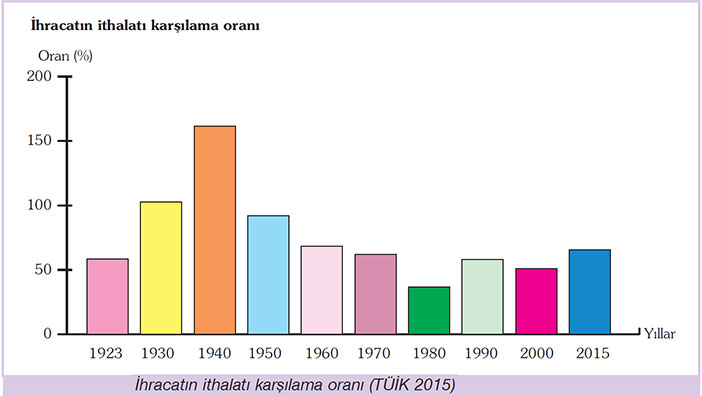 İhracatın ithalatı karşılama oranı
Oran (%)
200
150
100
50
0
Yıllar
1923 1930 1940 1950 1960 1970 1980 1990 2000 2015
İhracatın ithalatı karşılama oranı (TÜİK 2015)